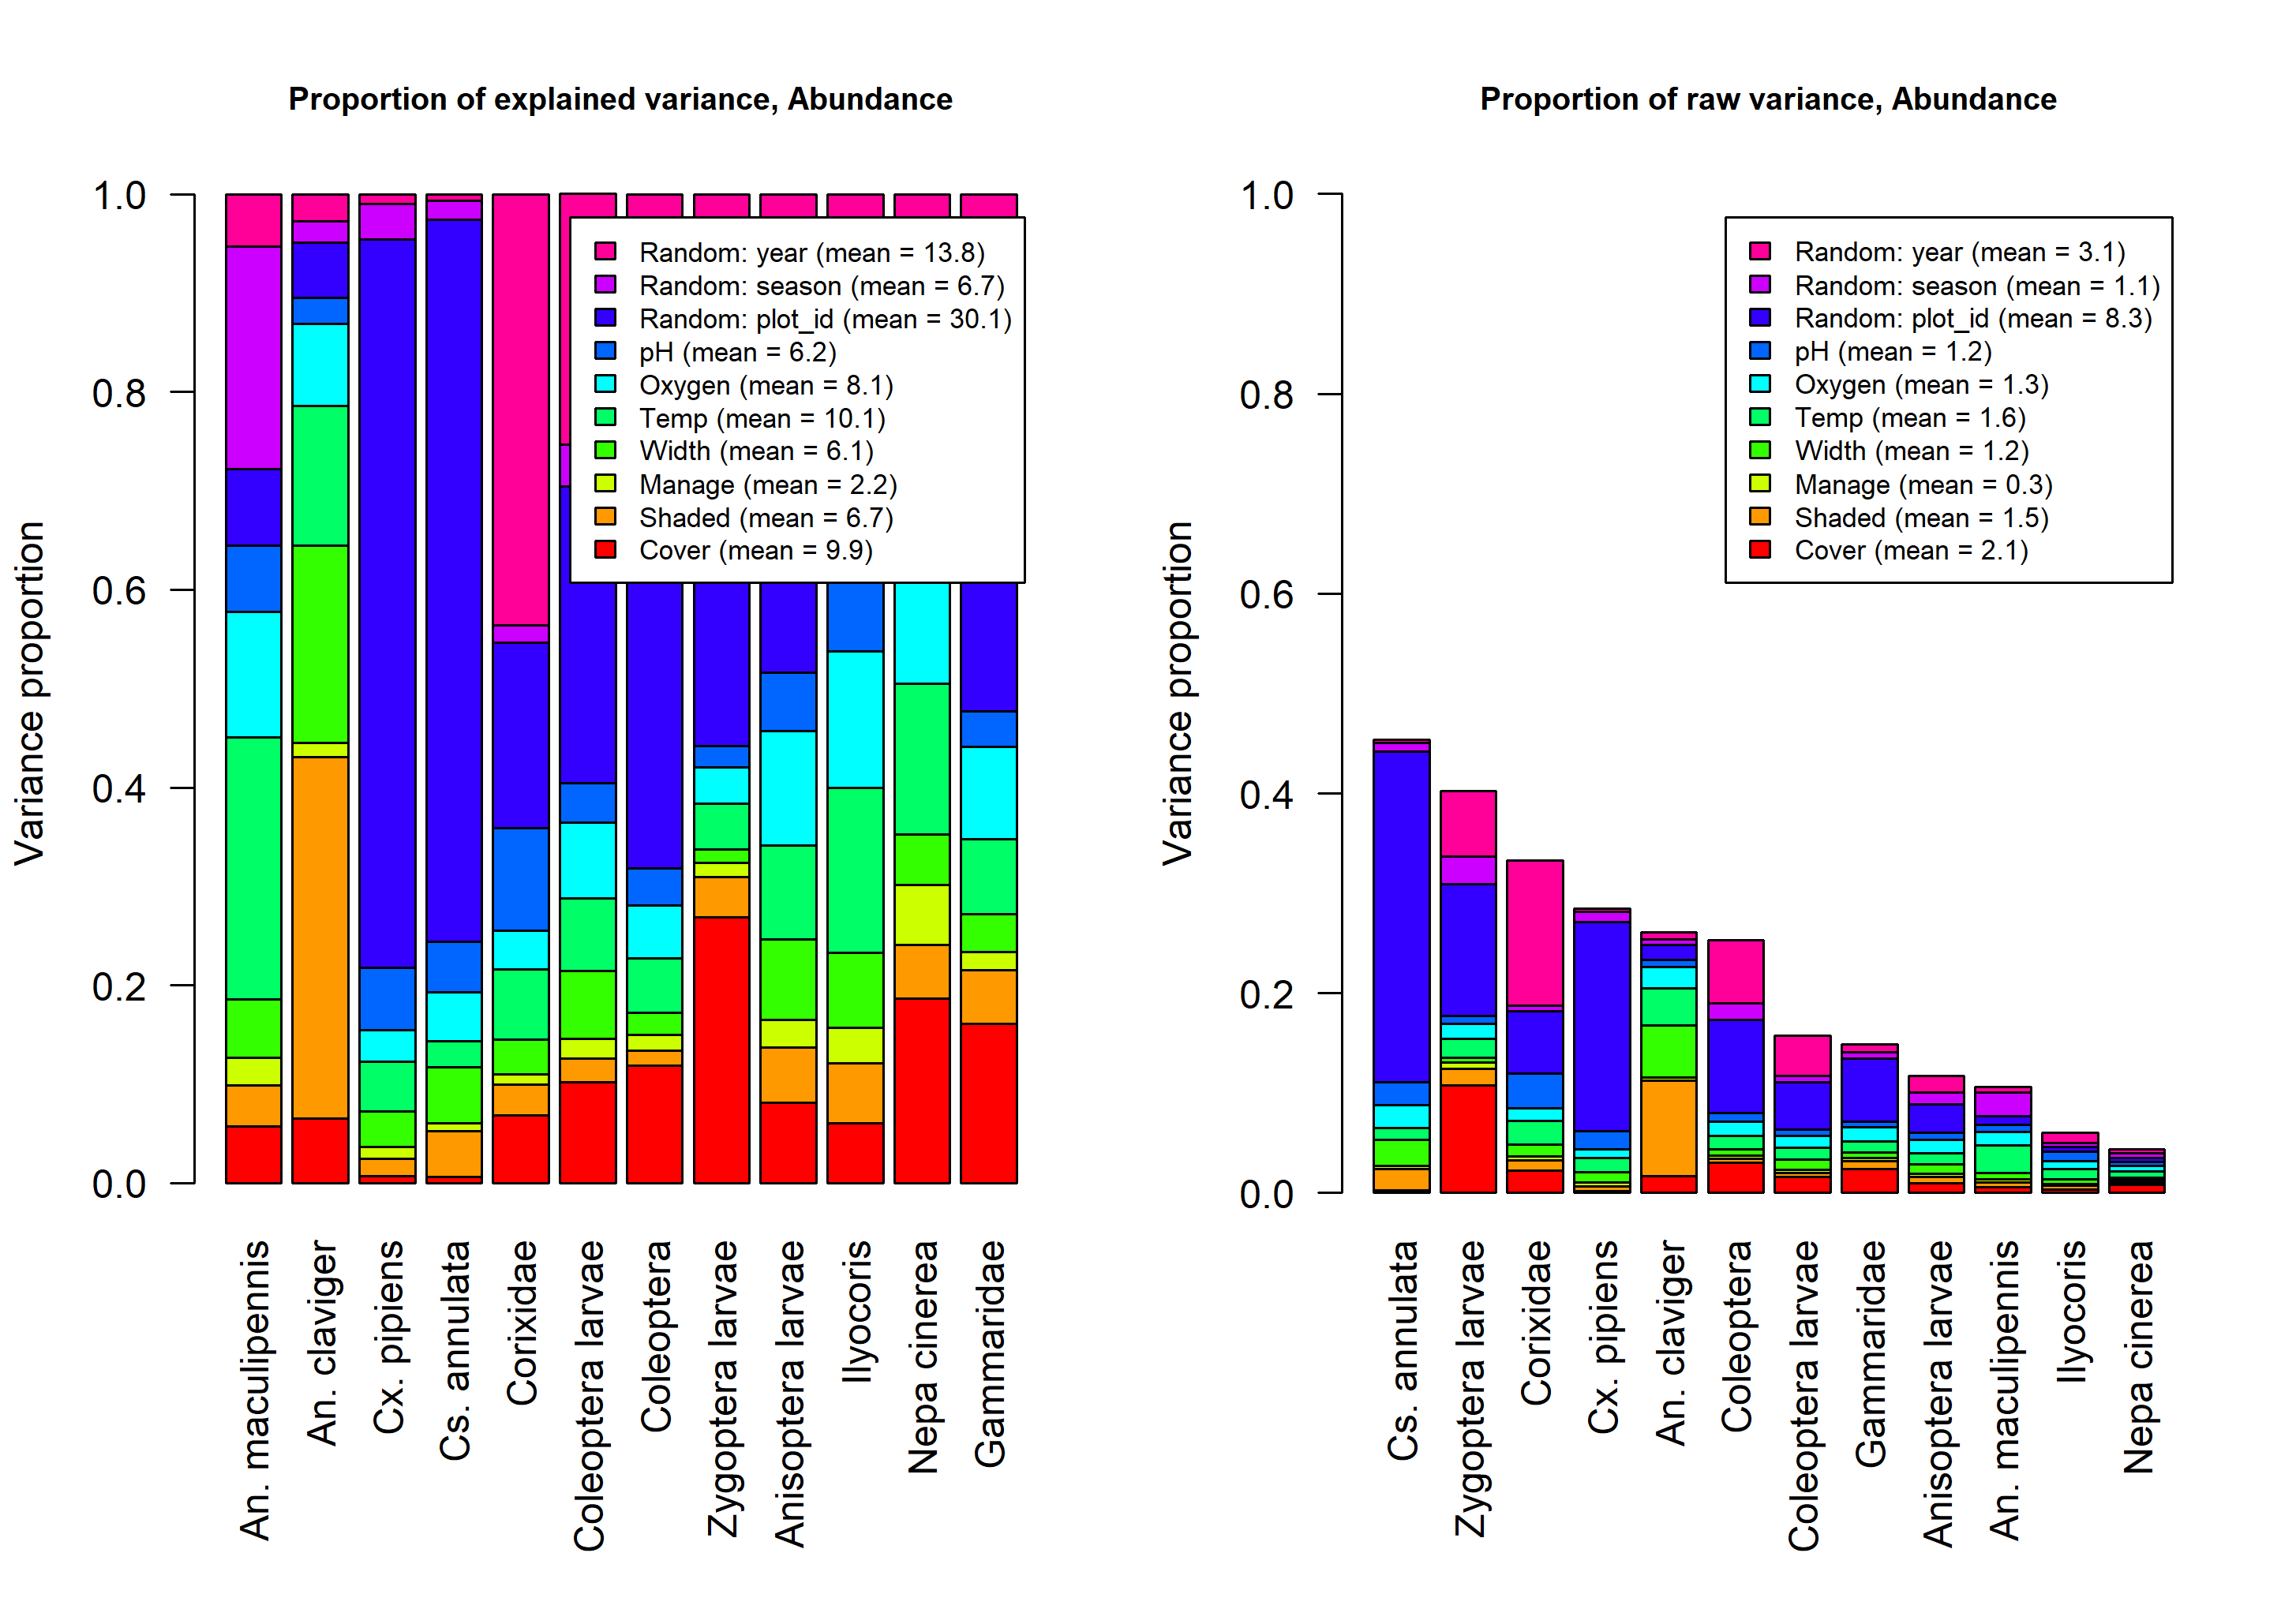 Proportion of explained variance, Abundance
Variance proportion
1.0
0.8
0.6
0.4
0.2
0.0
Random: year (mean = 13.8)
Random: season (mean = 6.7)
Random: plot_id (mean = 30.1)
pH (mean = 6.2)
Oxygen (mean = 8.1)
Temp (mean = 10.1)
Width (mean = 6.1)
Manage (mean = 2.2)
Shaded (mean = 6.7)
Cover (mean = 9.9)
An. maculipennis
An. claviger
Cx. pipiens
Cs. annulata
Corixidae
Coleoptera larvae
Coleoptera
Zygoptera larvae
Anisoptera larvae
Ilyocoris
Nepa cinerea
Gammaridae
Proportion of raw variance, Abundance
Variance proportion
1.0
0.8
0.6
0.4
0.2
0.0
Random: year (mean = 3.1)
Random: season (mean = 1.1)
Random: plot_id (mean = 8.3)
pH (mean = 1.2)
Oxygen (mean = 1.3)
Temp (mean = 1.6)
Width (mean = 1.2)
Manage (mean = 0.3)
Shaded (mean = 1.5)
Cover (mean = 2.1)
Cs. annulata
Zygoptera larvae
Corixidae
Cx. pipiens
An. claviger
Coleoptera
Coleoptera larvae
Gammaridae
Anisoptera larvae
An. maculipennis
Ilyocoris
Nepa cinerea